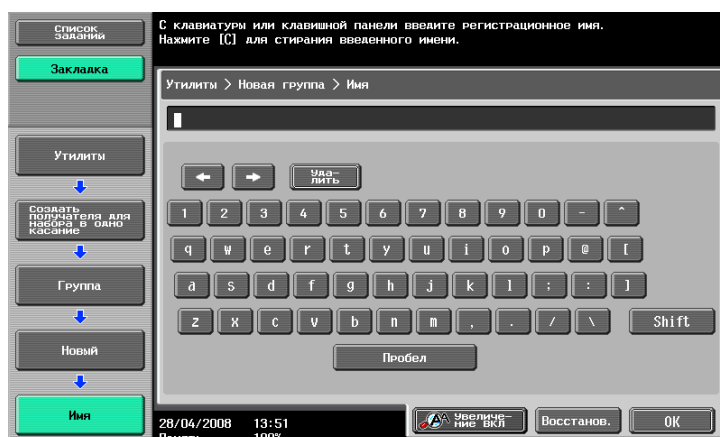 Список
заданий
С клавиатуры или клавишной панели введите регистрационное имя.
Нажмите [C] для стирания введенного имени.
Закладка
Утилиты > Новая группа > Имя
Утилиты
Создать
получателя для
набора в одно
касание
Группа
Новый
Имя
← → Уда-
лить
1 2 3 4 5 6 7 8 9 0 - ^
q w e r t y u i o p @ [
a s d f g h j k l ; : ]
z x c v b n m , . / \ Shift
Пробел
28/04/2008 13:51
Увеличе-
ние ВКЛ
Восстанов.
OK
100%